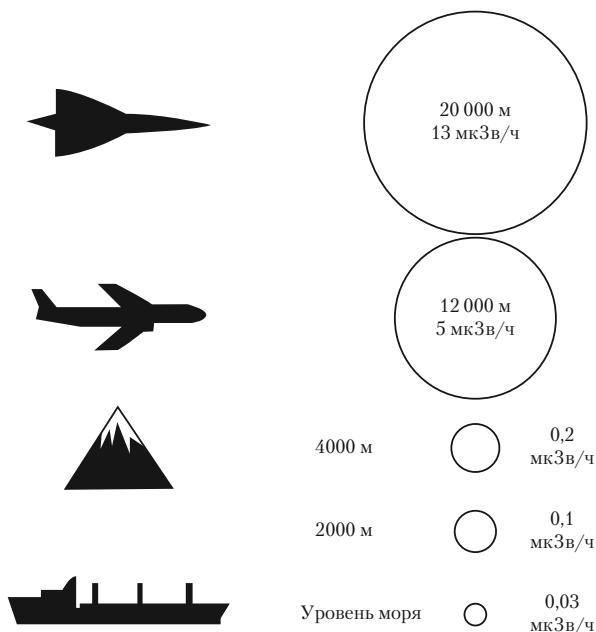 20 000 м
13 мкЗв/ч
12 000 м
5 мкЗв/ч
4000 м
0,2
мкЗв/ч
2000 м
0,1
мкЗв/ч
Уровень моря
0,03
мкЗв/ч